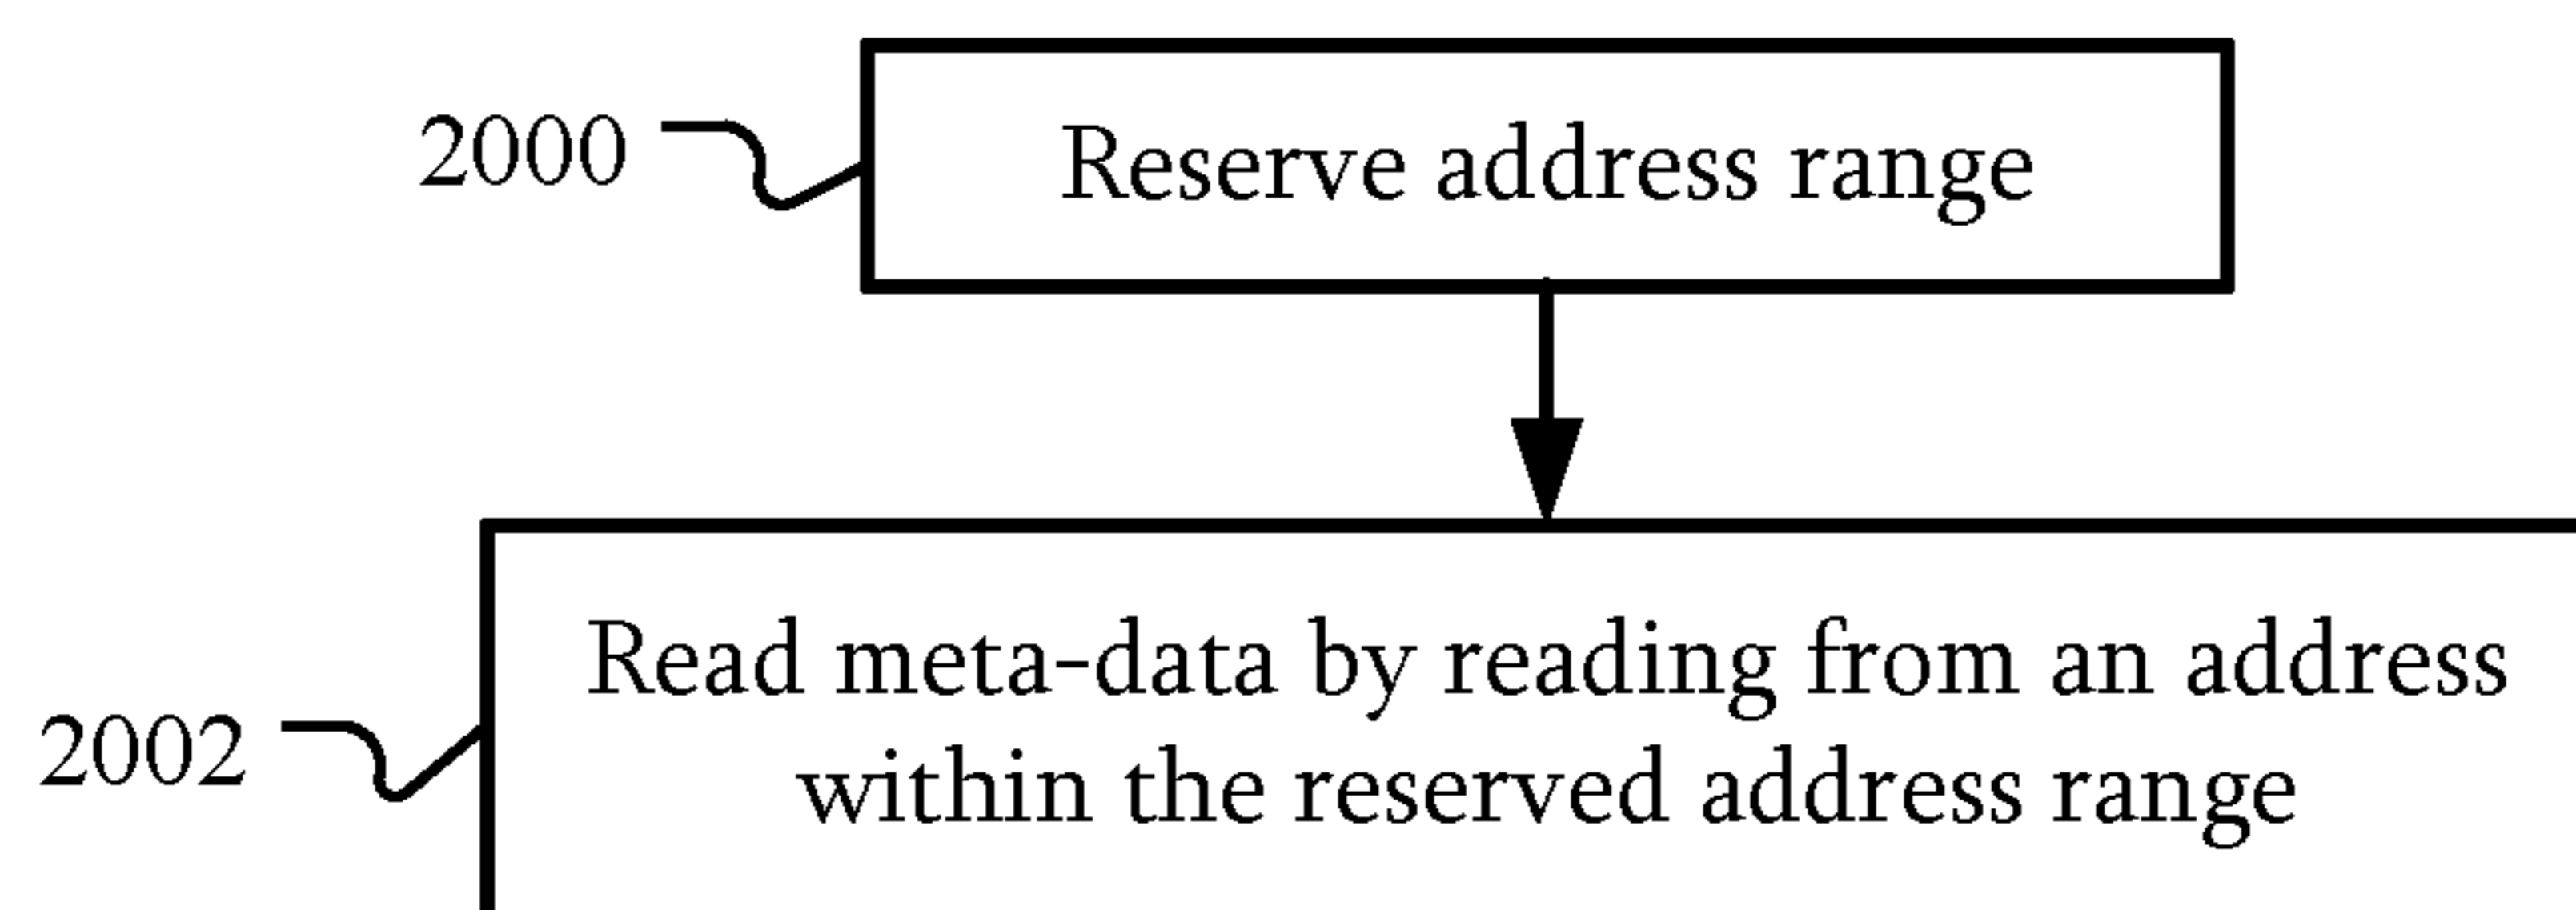 2000
Reserve address range
2002
Read meta-data by reading from an address
within the reserved address range